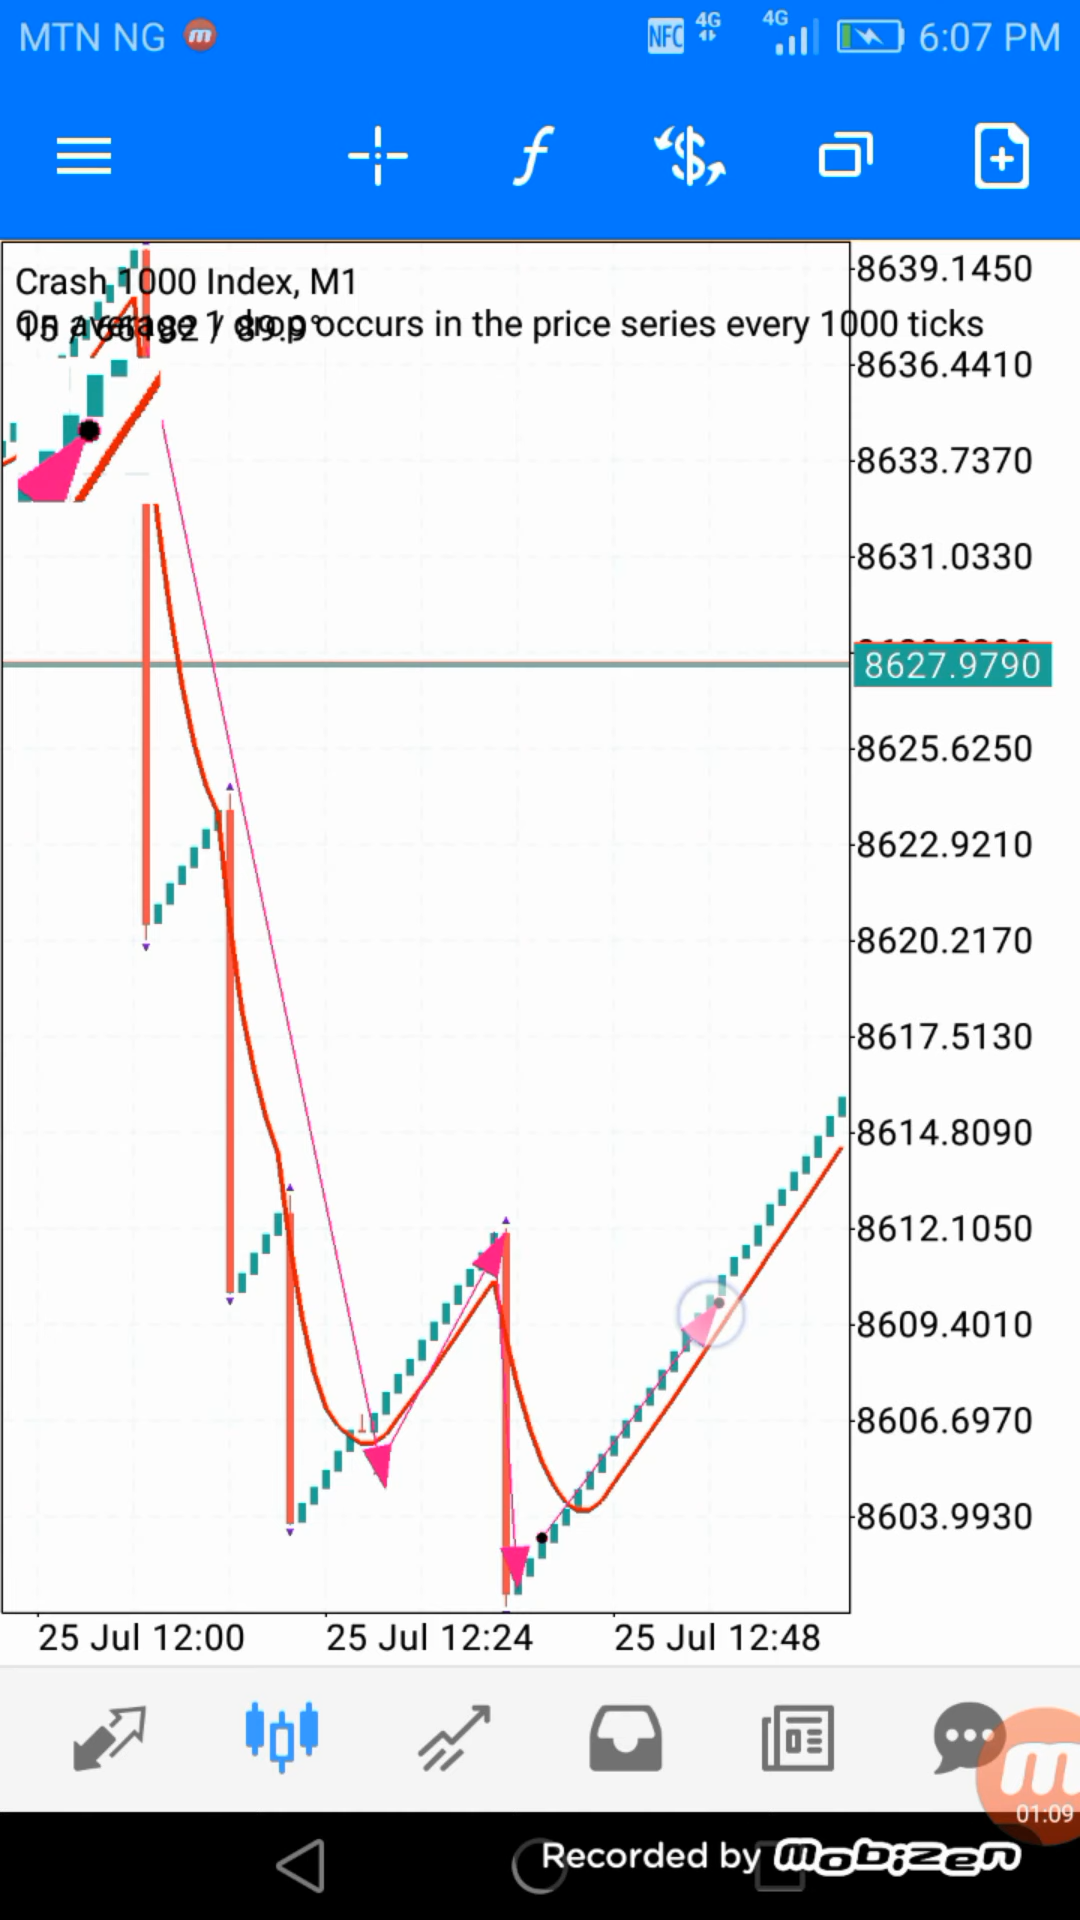 MTN NG
NFC 4G 4G 6:07 PM
Crash 1000 Index, M1
On average 1 drop occurs in the price series every 1000 ticks
8639.1450
8636.4410
8633.7370
8631.0330
8627.9790
8625.6250
8622.9210
8620.2170
8617.5130
8614.8090
8612.1050
8609.4010
8606.6970
8603.9930
25 Jul 12:00 25 Jul 12:24 25 Jul 12:48
01:09
Recorded by mobizen